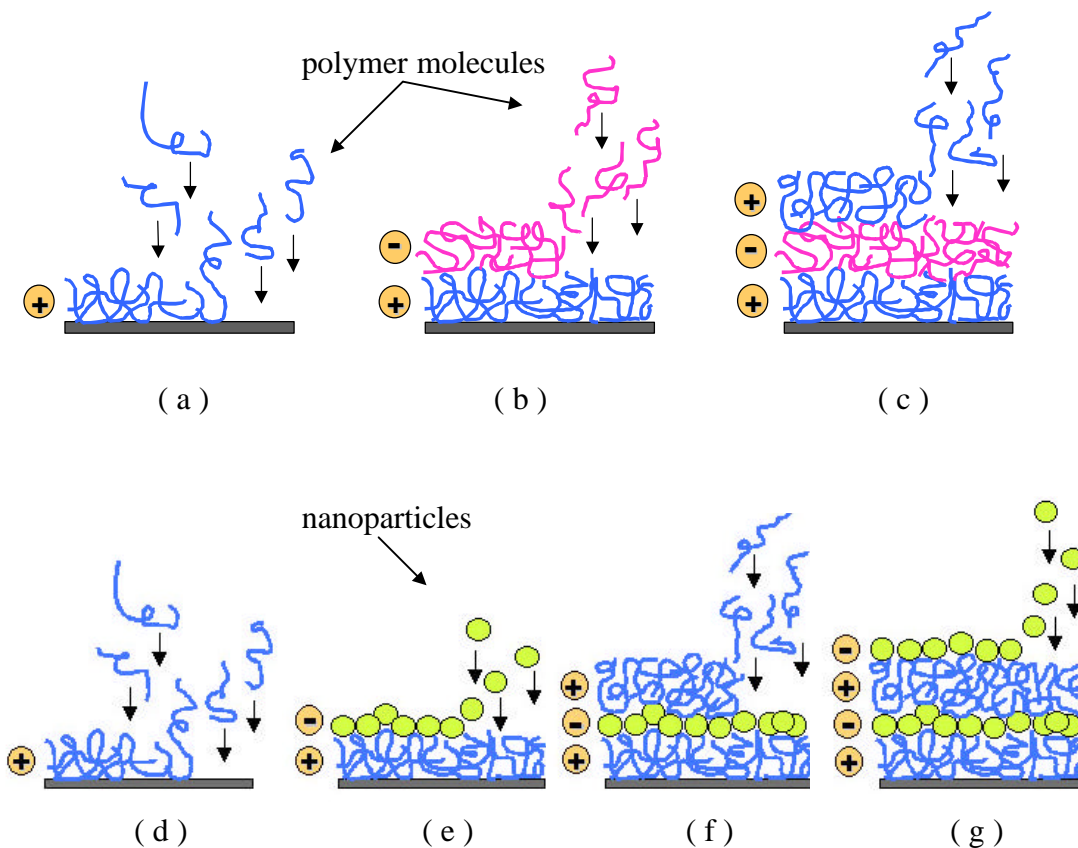 polymer molecules
+
-
+
+
-
+
( a )
( b )
( c )
nanoparticles
+
-
+
+
-
+
-
+
-
+
( d )
( e )
( f )
( g )